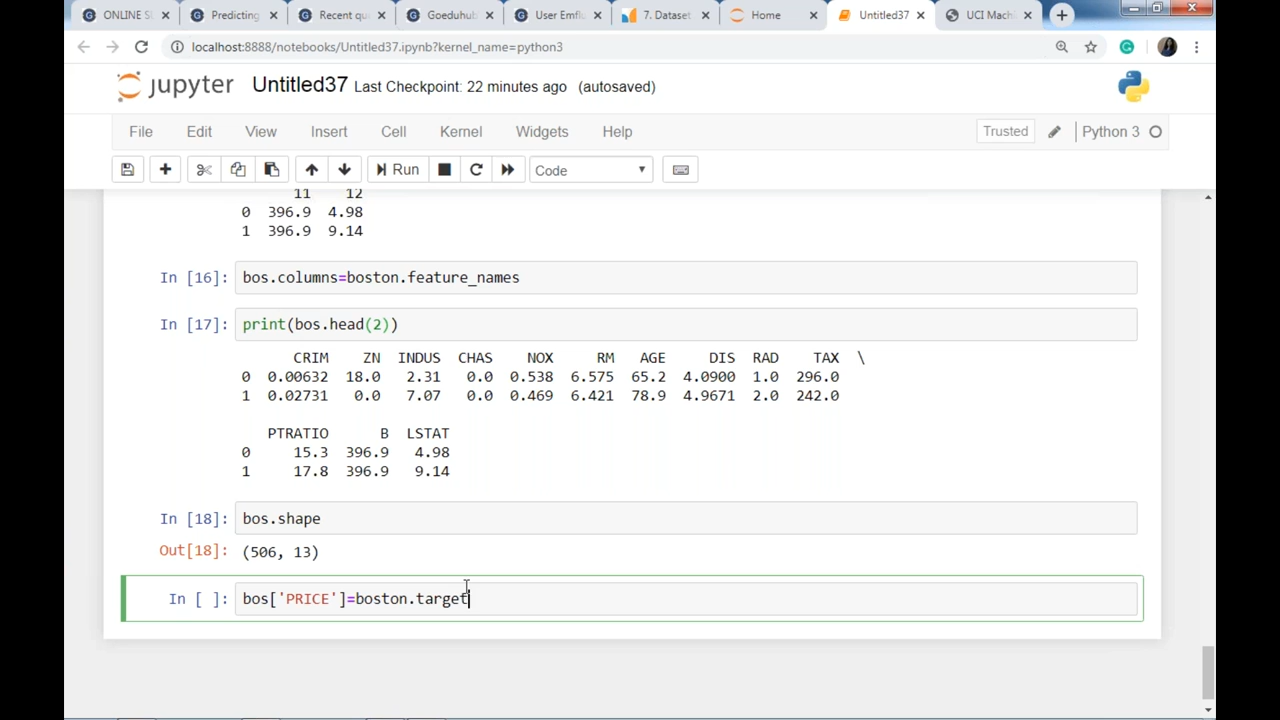 ONLINE SU
Predicting
Recent qu
Goeduhub
User Emflu
7. Dataset
Home
Untitled37
UCI Machi
localhost:8888/notebooks/Untitled37.ipynb?kernel_name=python3
jupyter Untitled37 Last Checkpoint: 22 minutes ago (autosaved)
File Edit View Insert Cell Kernel Widgets Help Trusted Python 3
Run Code
11 12
0 396.9 4.98
1 396.9 9.14
In [16]: bos.columns=boston.feature_names
In [17]: print(bos.head(2))
CRIM ZN INDUS CHAS NOX RM AGE DIS RAD TAX \
0 0.00632 18.0 2.31 0.0 0.538 6.575 65.2 4.0900 1.0 296.0
1 0.02731 0.0 7.07 0.0 0.469 6.421 78.9 4.9671 2.0 242.0
PTRATIO B LSTAT
0 15.3 396.9 4.98
1 17.8 396.9 9.14
In [18]: bos.shape
Out[18]: (506, 13)
In [ ]: bos['PRICE']=boston.target